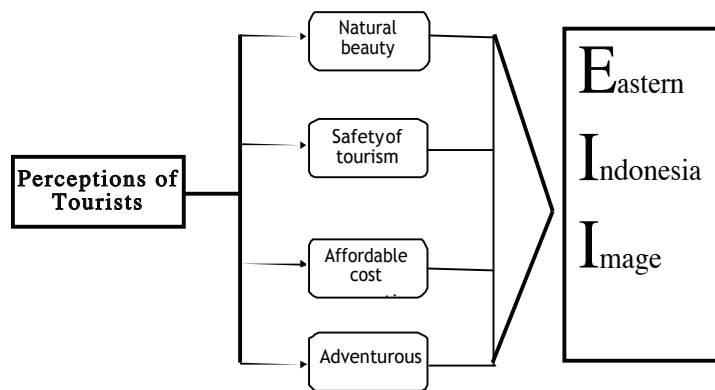 Natural
beauty
Safety of
tourism
Perceptions of
Tourists
Affordable
cost
Adventurous
Eastern
Indonesia
Image